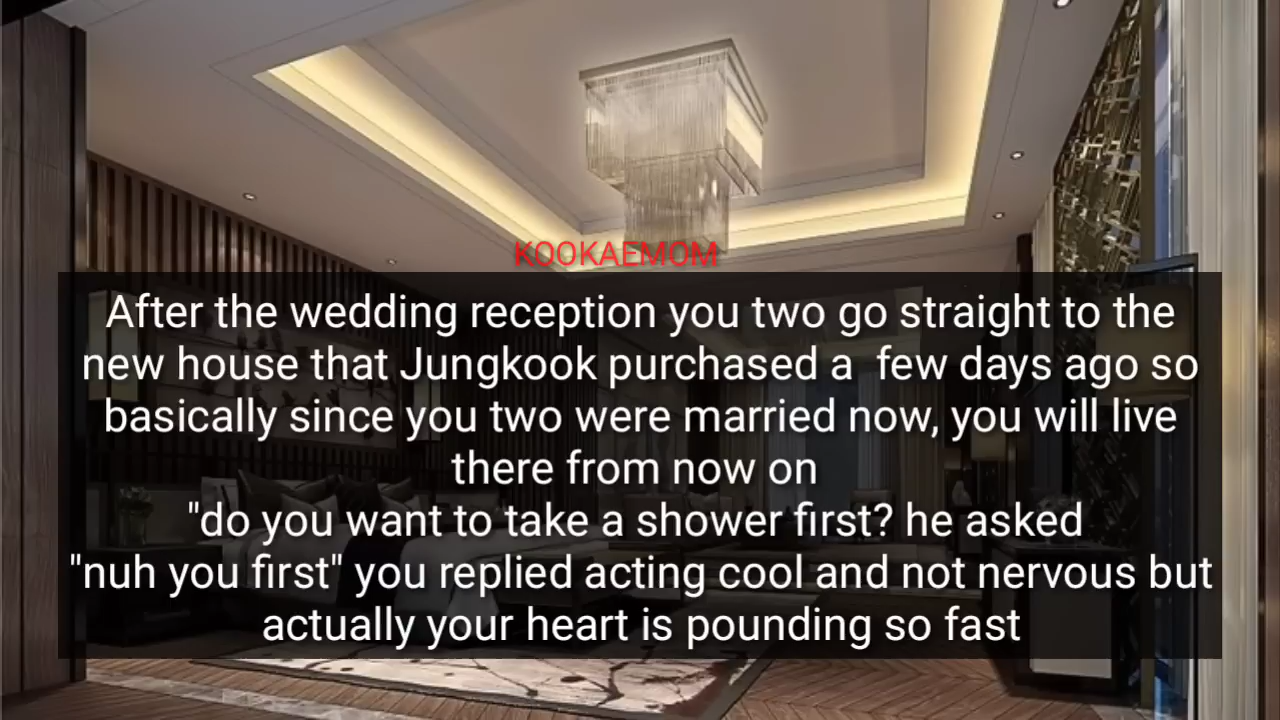 KOOKAEMOM
After the wedding reception you two go straight to the
new house that Jungkook purchased a  few days ago so
basically since you two were married now, you will live
there from now on
"do you want to take a shower first? he asked
"nuh you first" you replied acting cool and not nervous but
actually your heart is pounding so fast